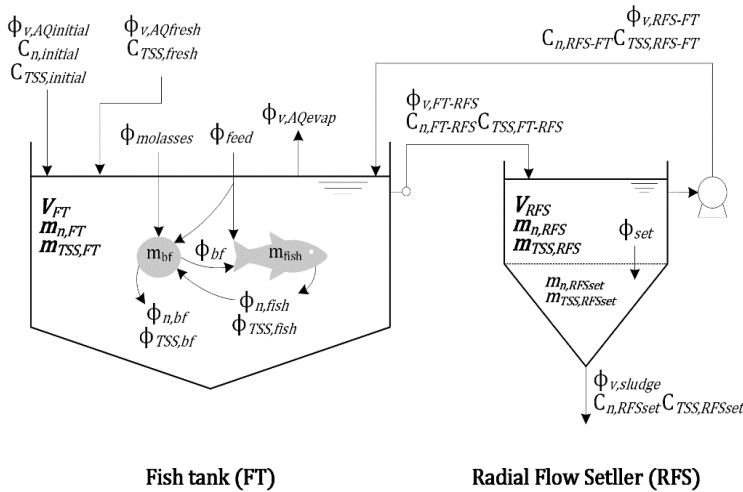 ϕv,AQinitial
Cn,initial
CTSS,initial
ϕv,AQfresh
CTSS,fresh
ϕmolasses
ϕfeed
ϕv,AQevap
ϕv,RFS-FT
Cn,RFS-FT CTSS,RFS-FT
ϕv,FT-RFS
Cn,FT-RFS CTSS,FT-RFS
VFT
mn,FT
mTSS,FT
mbf
ϕbf
mfish
ϕn,bf
ϕTSS,bf
ϕn,fish
ϕTSS,fish
VRFS
mn,RFS
mTSS,RFS
ϕset
mn,RFSset
mTSS,RFSset
ϕv,sludge
Cn,RFSset CTSS,RFSset
Fish tank (FT)
Radial Flow Setller (RFS)